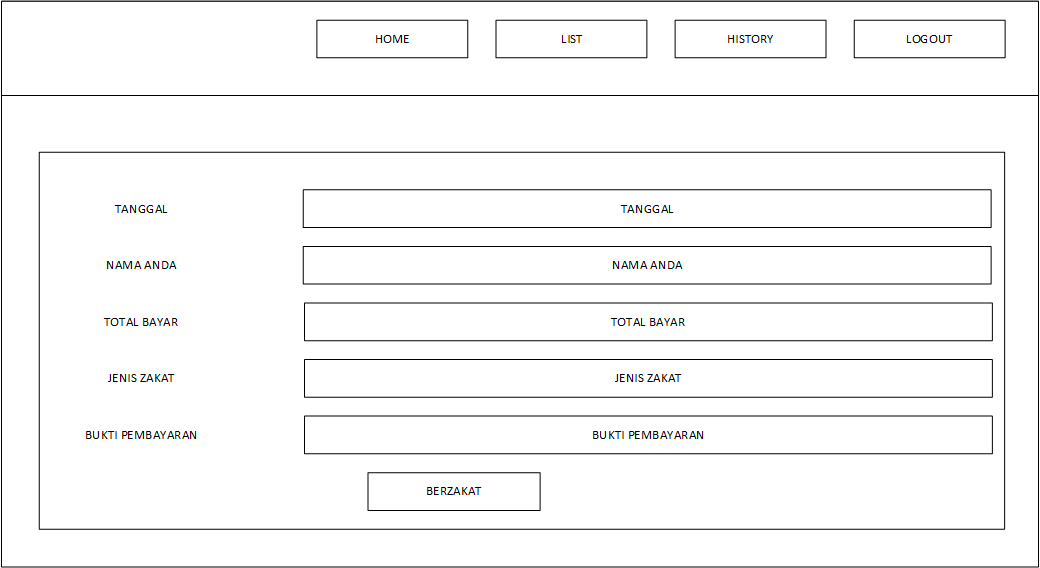 HOME
LIST
HISTORY
LOGOUT
TANGGAL
TANGGAL
NAMA ANDA
NAMA ANDA
TOTAL BAYAR
TOTAL BAYAR
JENIS ZAKAT
JENIS ZAKAT
BUKTI PEMBAYARAN
BUKTI PEMBAYARAN
BERZAKAT